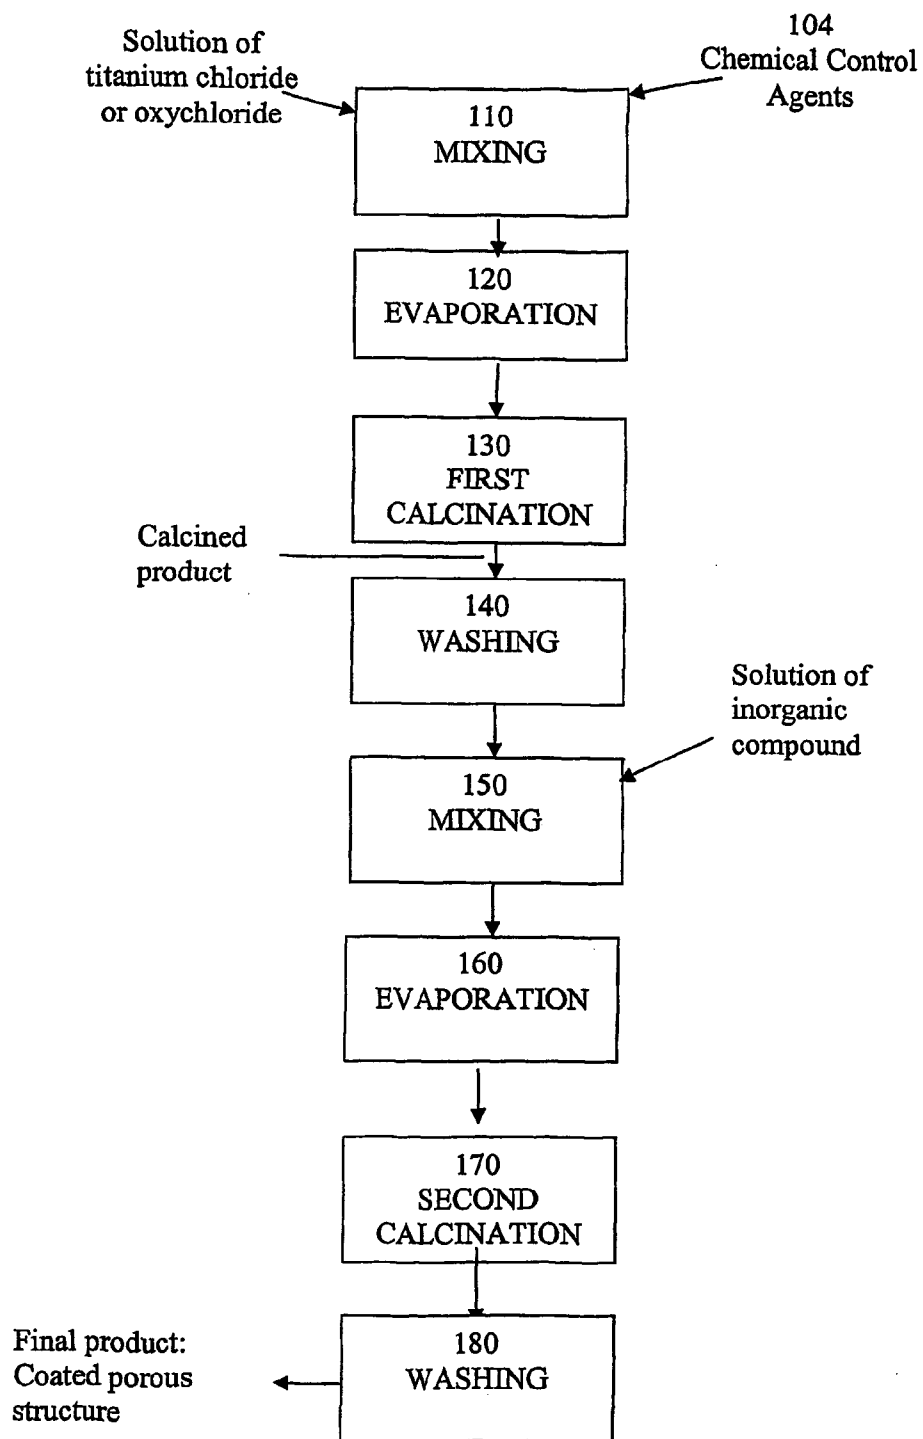 Solution of
titanium chloride
or oxychloride
104
Chemical Control
Agents
110
MIXING
120
EVAPORATION
130
FIRST
CALCINATION
Calcined
product
140
WASHING
Solution of
inorganic
compound
150
MIXING
160
EVAPORATION
170
SECOND
CALCINATION
Final product:
Coated porous
structure
180
WASHING